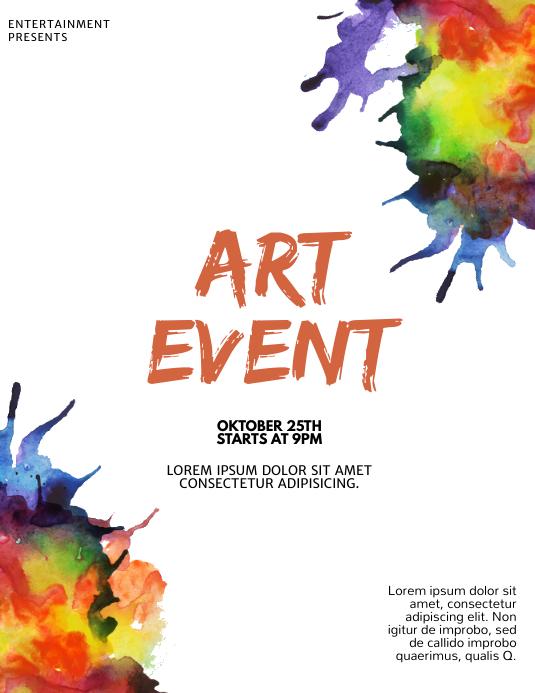 ENTERTAINMENT
PRESENTS
ART
EVENT
OKTOBER 25TH
STARTS AT 9PM
LOREM IPSUM DOLOR SIT AMET
CONSECTETUR ADIPISICING.
Lorem ipsum dolor sit
amet, consectetur
adipiscing elit. Non
igitur de improbo, sed
de callido improbo
quaerimus, qualis Q.